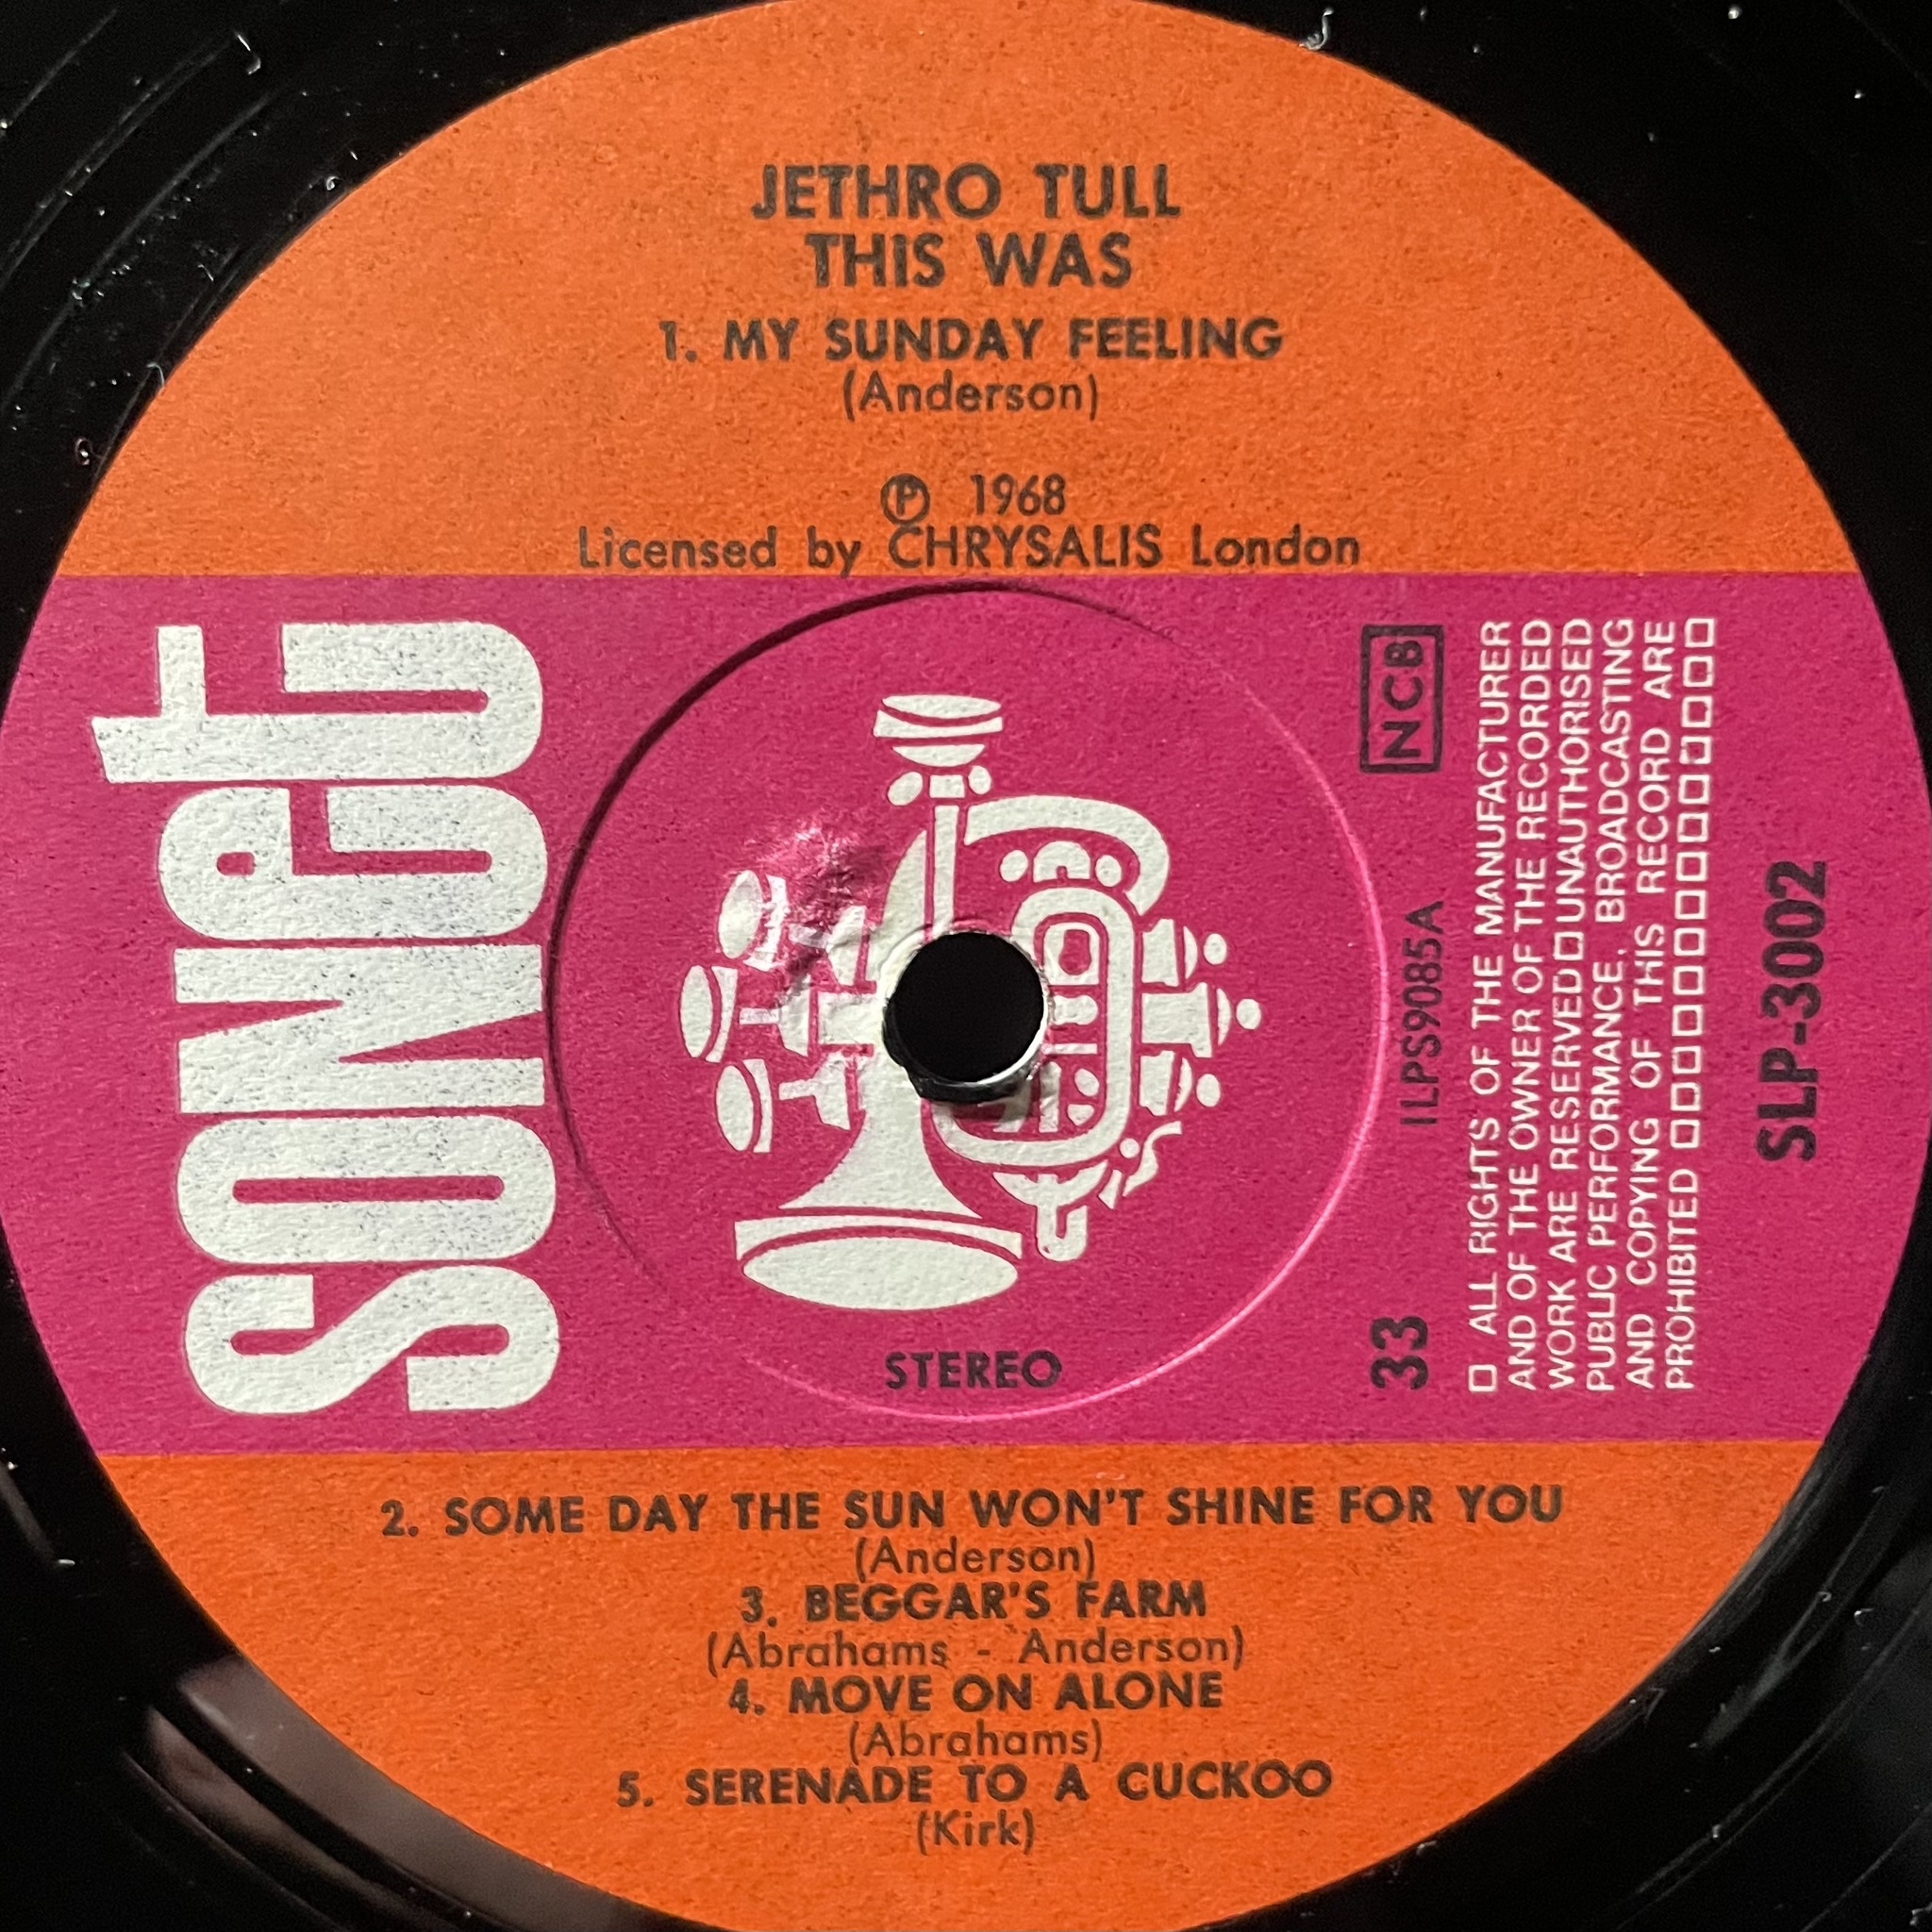 JETHRO TULL
THIS WAS
1. MY SUNDAY FEELING
(Anderson)
Ⓟ 1968
Licensed by CHRYSALIS London
sonet
STEREO
NCB
ILPS9085A
33
□ ALL RIGHTS OF THE MANUFACTURER
AND OF THE OWNER OF THE RECORDED
WORK ARE RESERVED □ UNAUTHORISED
PUBLIC PERFORMANCE, BROADCASTING
AND COPYING OF THIS RECORD ARE
PROHIBITED □□□□□□□□□□□□□
SLP-3002
2. SOME DAY THE SUN WON'T SHINE FOR YOU
(Anderson)
3. BEGGAR'S FARM
(Abrahams - Anderson)
4. MOVE ON ALONE
(Abrahams)
5. SERENADE TO A CUCKOO
(Kirk)